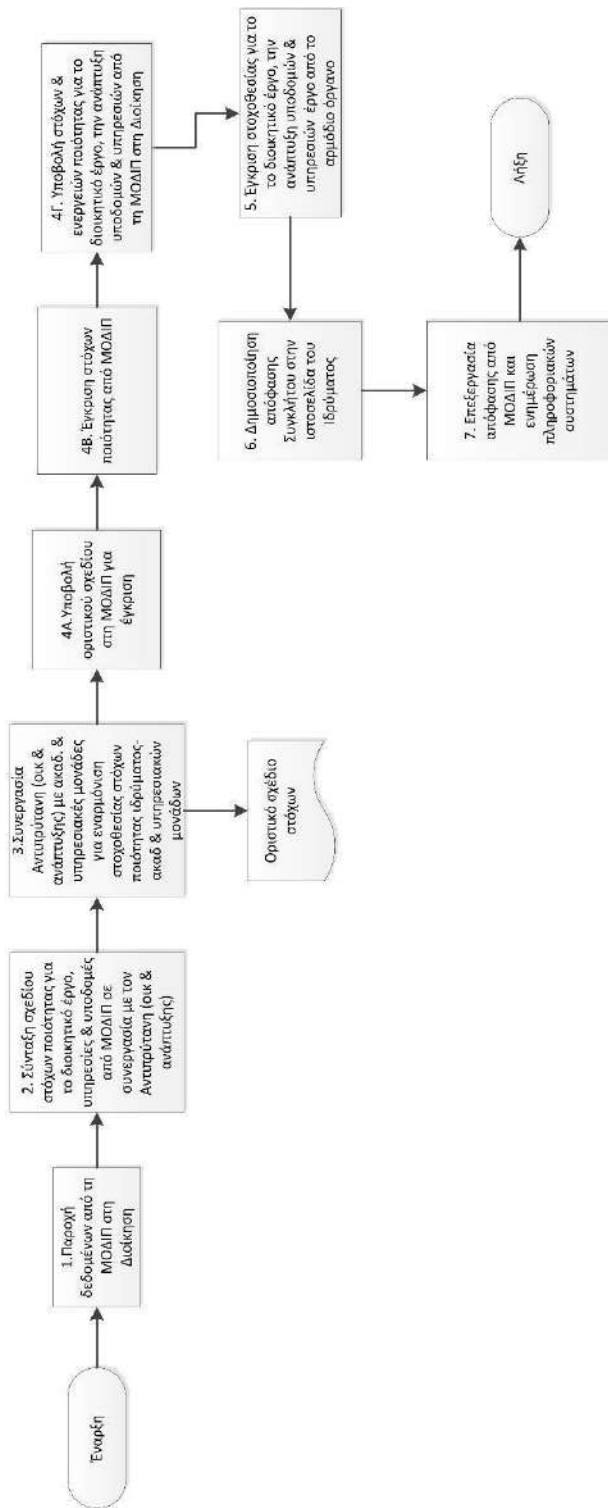 Έναρξη
1.Παροχή
δεδομένων από τη
ΜΟΔΙΠ στη
Διοίκηση
2. Σύνταξη σχεδίου
στόχων ποιότητας για
το διοικητικό έργο,
υπηρεσίες & υποδομές
από ΜΟΔΙΠ σε
συνεργασία με τον
Αντιπρύτανη (οικ &
ανάπτυξης)
3.Συνεργασία
Αντιπρύτανη (οικ &
ανάπτυξης) με ακαδ. &
υπηρεσιακές μονάδες
για εναρμόνιση
στοχοθεσίας στόχων
ποιότητας ιδρύματος-
ακαδ & υπηρεσιακών
μονάδων
Οριστικό σχέδιο
στόχων
4Α.Υποβολή
οριστικού σχεδίου
στη ΜΟΔΙΠ για
έγκριση
4Β. Έγκριση στόχων
ποιότητας από ΜΟΔΙΠ
4Γ. Υποβολή στόχων &
ενεργειών ποιότητας για το
διοικητικό έργο, την ανάπτυξη
υποδομών & υπηρεσιών από
τη ΜΟΔΙΠ στη Διοίκηση
5. Έγκριση στοχοθεσίας για το
το διοικητικό έργο, την
ανάπτυξη υποδομών &
υπηρεσιών έργο από το
αρμόδιο όργανο
6. Δημοσιοποίηση
απόφασης
Συγκλήτου στην
ιστοσελίδα του
Ιδρύματος
7. Επεξεργασία
απόφασης από
ΜΟΔΙΠ και
ενημέρωση
πληροφοριακών
συστημάτων
Λήξη